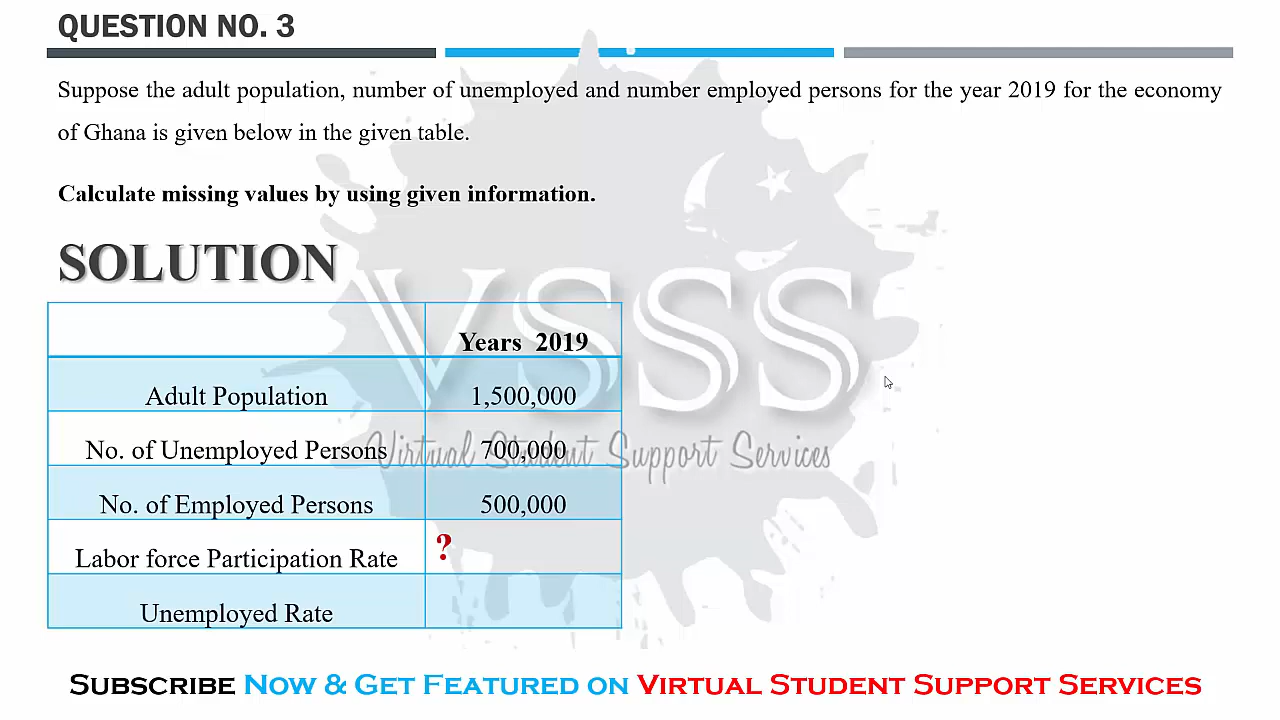 QUESTION NO. 3
Suppose the adult population, number of unemployed and number employed persons for the year 2019 for the economy
of Ghana is given below in the given table.
Calculate missing values by using given information.
SOLUTION
Years 2019
Adult Population 1,500,000
No. of Unemployed Persons 700,000
No. of Employed Persons 500,000
Labor force Participation Rate ?
Unemployed Rate
VSSS
Virtual Student Support Services
SUBSCRIBE NOW & GET FEATURED ON VIRTUAL STUDENT SUPPORT SERVICES